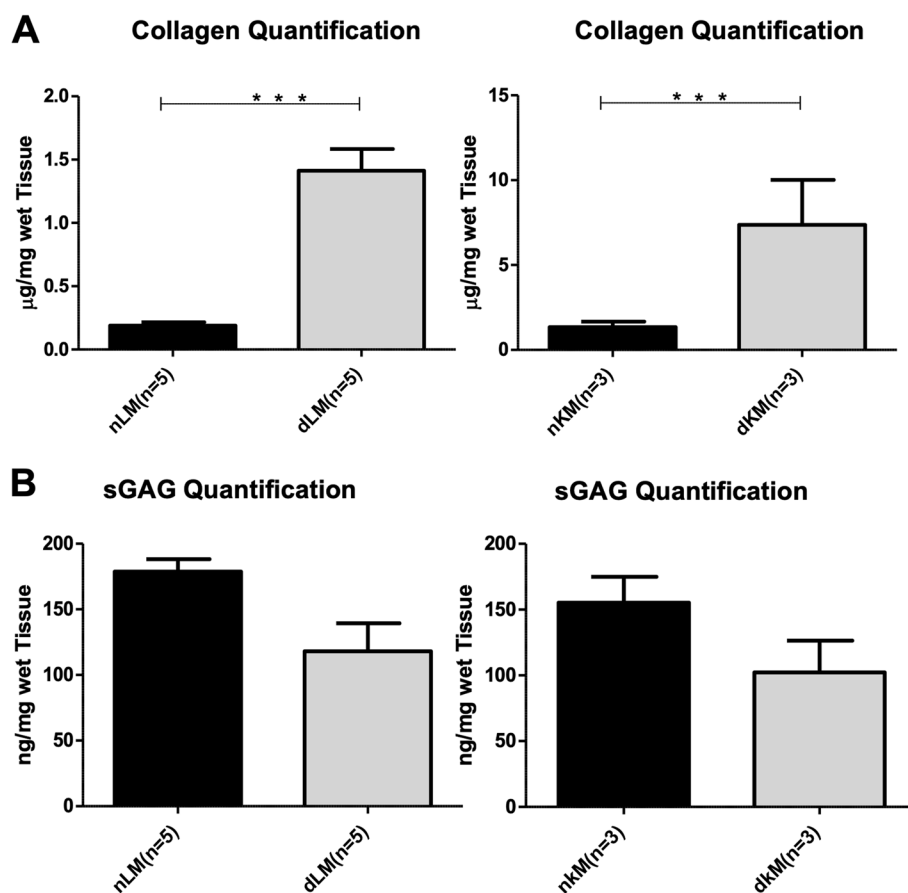 A
Collagen Quantification
μg/mg wet Tissue
2.0
1.5
1.0
0.5
0.0
* * *
nLM(n=5)
dLM(n=5)
Collagen Quantification
μg/mg wet Tissue
15
10
5
0
* * *
nKM(n=3)
dKM(n=3)
B
sGAG Quantification
ng/mg wet Tissue
200
150
100
50
0
nLM(n=5)
dLM(n=5)
sGAG Quantification
ng/mg wet Tissue
200
150
100
50
0
nkM(n=3)
dkM(n=3)